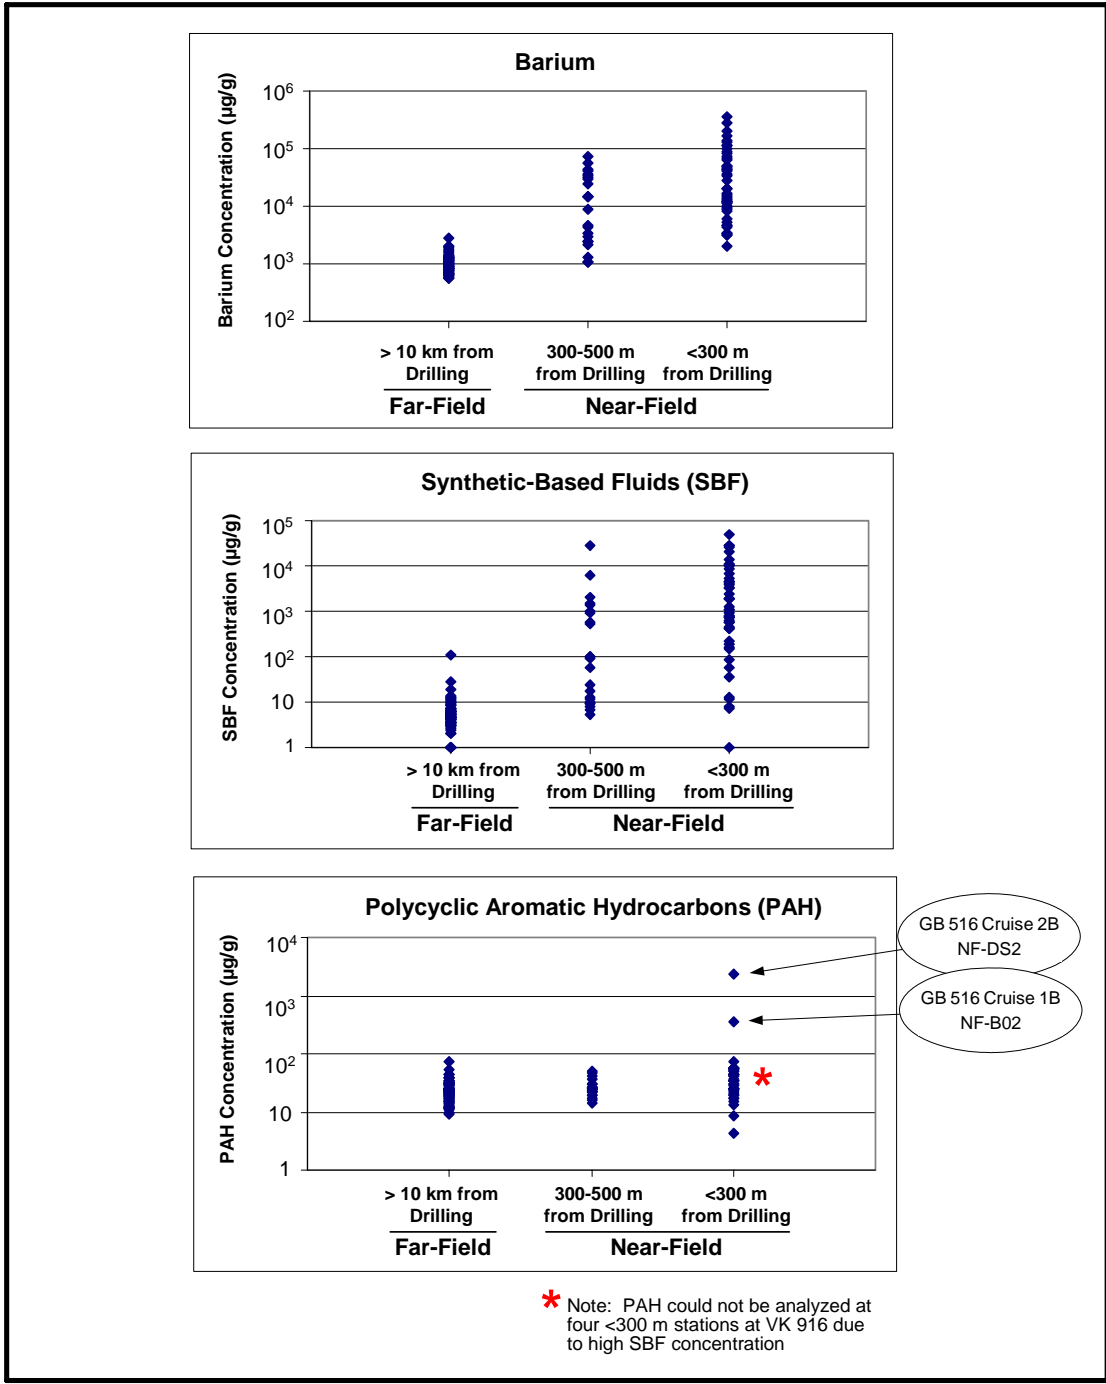 Barium
Barium Concentration (µg/g)
10⁶
10⁵
10⁴
10³
10²
> 10 km from
Drilling
300-500 m
from Drilling
<300 m
from Drilling
Far-Field
Near-Field
Synthetic-Based Fluids (SBF)
SBF Concentration (µg/g)
10⁵
10⁴
10³
10²
10
1
> 10 km from
Drilling
300-500 m
from Drilling
<300 m
from Drilling
Far-Field
Near-Field
Polycyclic Aromatic Hydrocarbons (PAH)
PAH Concentration (µg/g)
10⁴
10³
10²
10
1
GB 516 Cruise 2B
NF-DS2
GB 516 Cruise 1B
NF-B02
*
> 10 km from
Drilling
300-500 m
from Drilling
<300 m
from Drilling
Far-Field
Near-Field
* Note: PAH could not be analyzed at
four <300 m stations at VK 916 due
to high SBF concentration